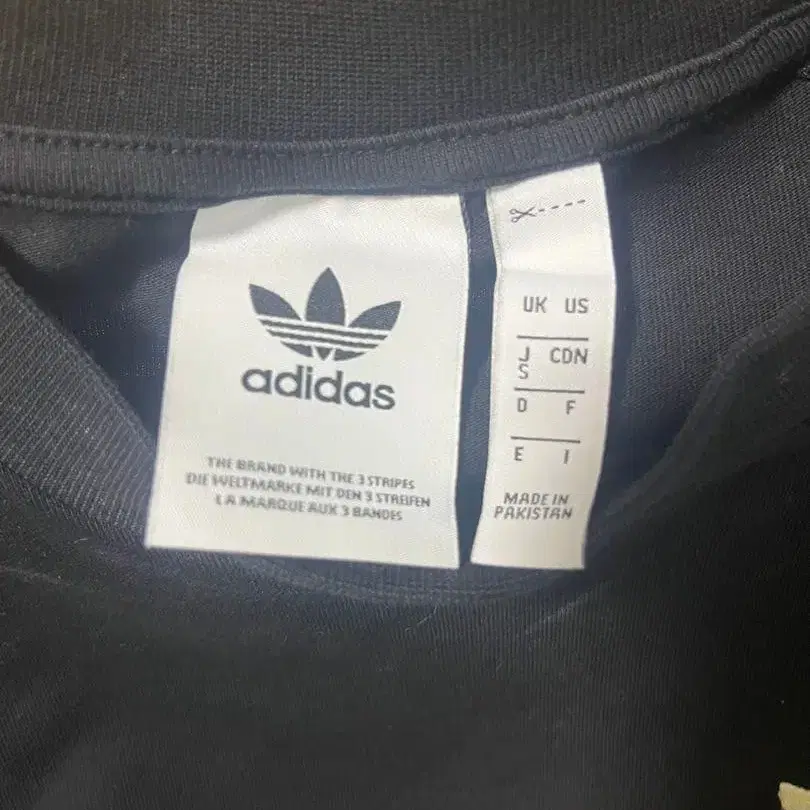 adidas
THE BRAND WITH THE 3 STRIPES
DIE WELTMARKE MIT DEN 3 STREIFEN
LA MARQUE AUX 3 BANDES
UK US
J CDN
S
D F
E I
MADE IN
PAKISTAN